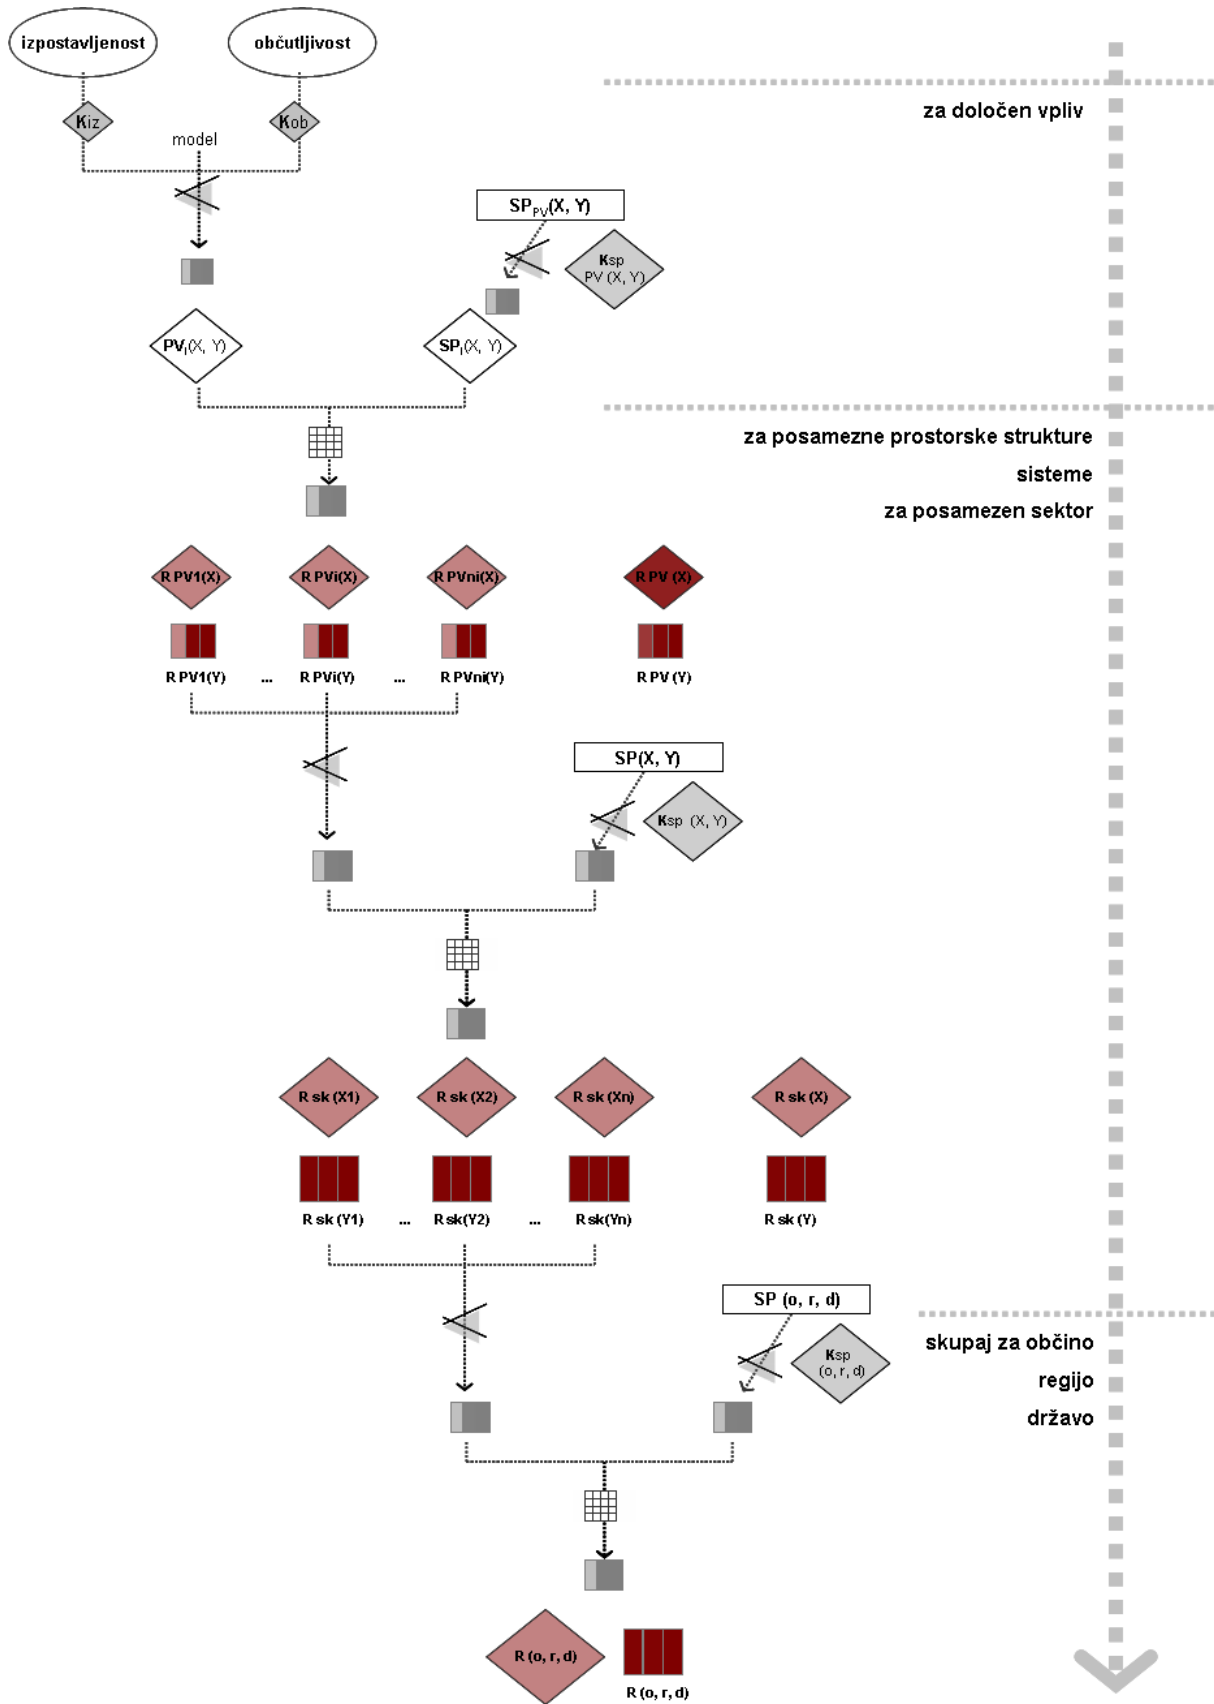 izpostavljenost
občutljivost
za določen vpliv
Kiz
Kob
model
SPPV(X, Y)
Ksp
PV (X, Y)
PVI(X, Y)
SPI(X, Y)
za posamezne prostorske strukture
sisteme
za posamezen sektor
R PV1(X)
R PVi(X)
R PVni(X)
R PV (X)
R PV1(Y)
...
R PVi(Y)
...
R PVni(Y)
R PV (Y)
SP(X, Y)
Ksp (X, Y)
R sk (X1)
R sk (X2)
R sk (Xn)
R sk (X)
R sk (Y1)
...
R sk(Y2)
...
R sk(Yn)
R sk (Y)
SP (o, r, d)
Ksp
(o, r, d)
skupaj za občino
regijo
državo
R (o, r, d)
R (o, r, d)